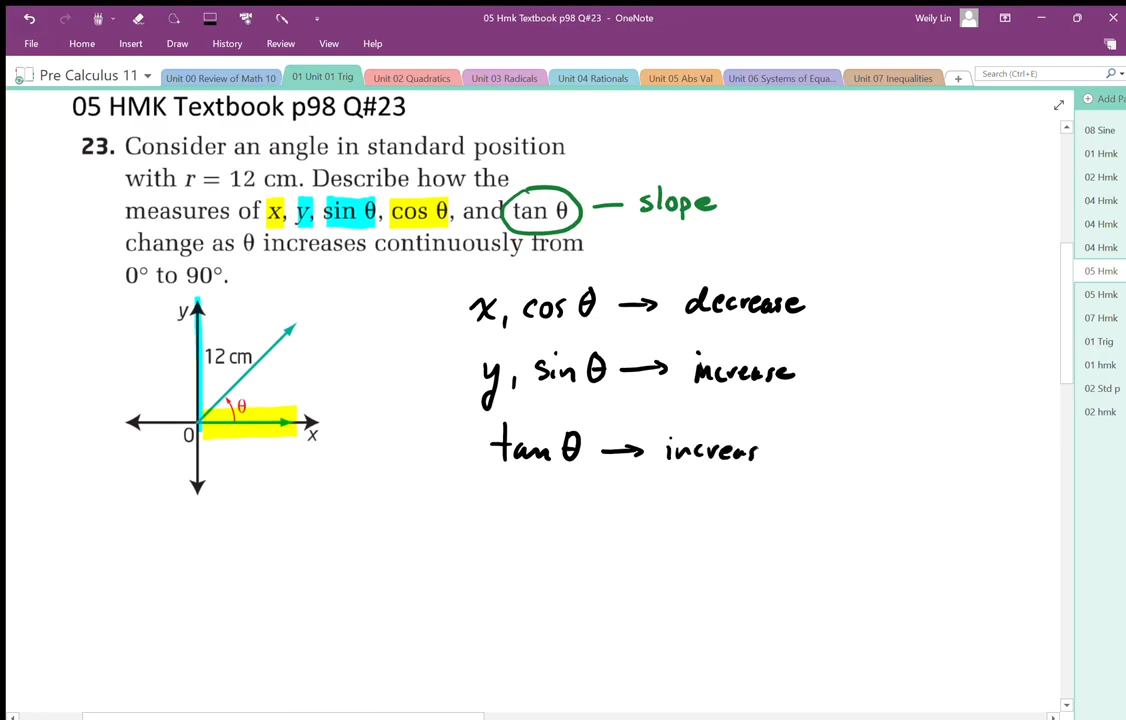 05 Hmk Textbook p98 Q#23 - OneNote
Weily Lin
File Home Insert Draw History Review View Help
Pre Calculus 11
Unit 00 Review of Math 10
01 Unit 01 Trig
Unit 02 Quadratics
Unit 03 Radicals
Unit 04 Rationals
Unit 05 Abs Val
Unit 06 Systems of Equa...
Unit 07 Inequalities
Search (Ctrl+E)
05 HMK Textbook p98 Q#23
23. Consider an angle in standard position
with r = 12 cm. Describe how the
measures of x, y, sin θ, cos θ, and tan θ — slope
change as θ increases continuously from
0° to 90°.
y
12 cm
θ
0
x
x, cos θ → decrease
y, sin θ → increase
tan θ → increas
Add Pa
08 Sine
01 Hmk
02 Hmk
04 Hmk
04 Hmk
04 Hmk
05 Hmk
05 Hmk
07 Hmk
01 Trig
01 hmk
02 Std p
02 hmk